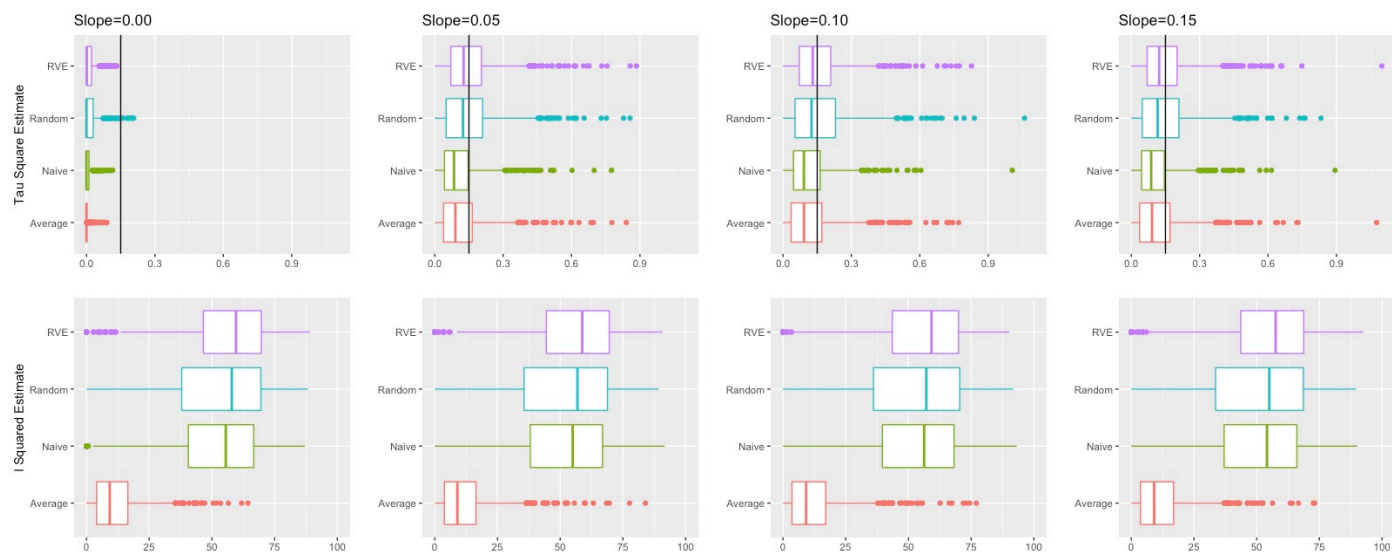 Slope=0.00
Slope=0.05
Slope=0.10
Slope=0.15
Tau Square Estimate
RVE
Random
Naive
Average
0.0 0.3 0.6 0.9
RVE
Random
Naive
Average
0.0 0.3 0.6 0.9
RVE
Random
Naive
Average
0.0 0.3 0.6 0.9
RVE
Random
Naive
Average
0.0 0.3 0.6 0.9
I Squared Estimate
RVE
Random
Naive
Average
0 25 50 75 100
RVE
Random
Naive
Average
0 25 50 75 100
RVE
Random
Naive
Average
0 25 50 75 100
RVE
Random
Naive
Average
0 25 50 75 100